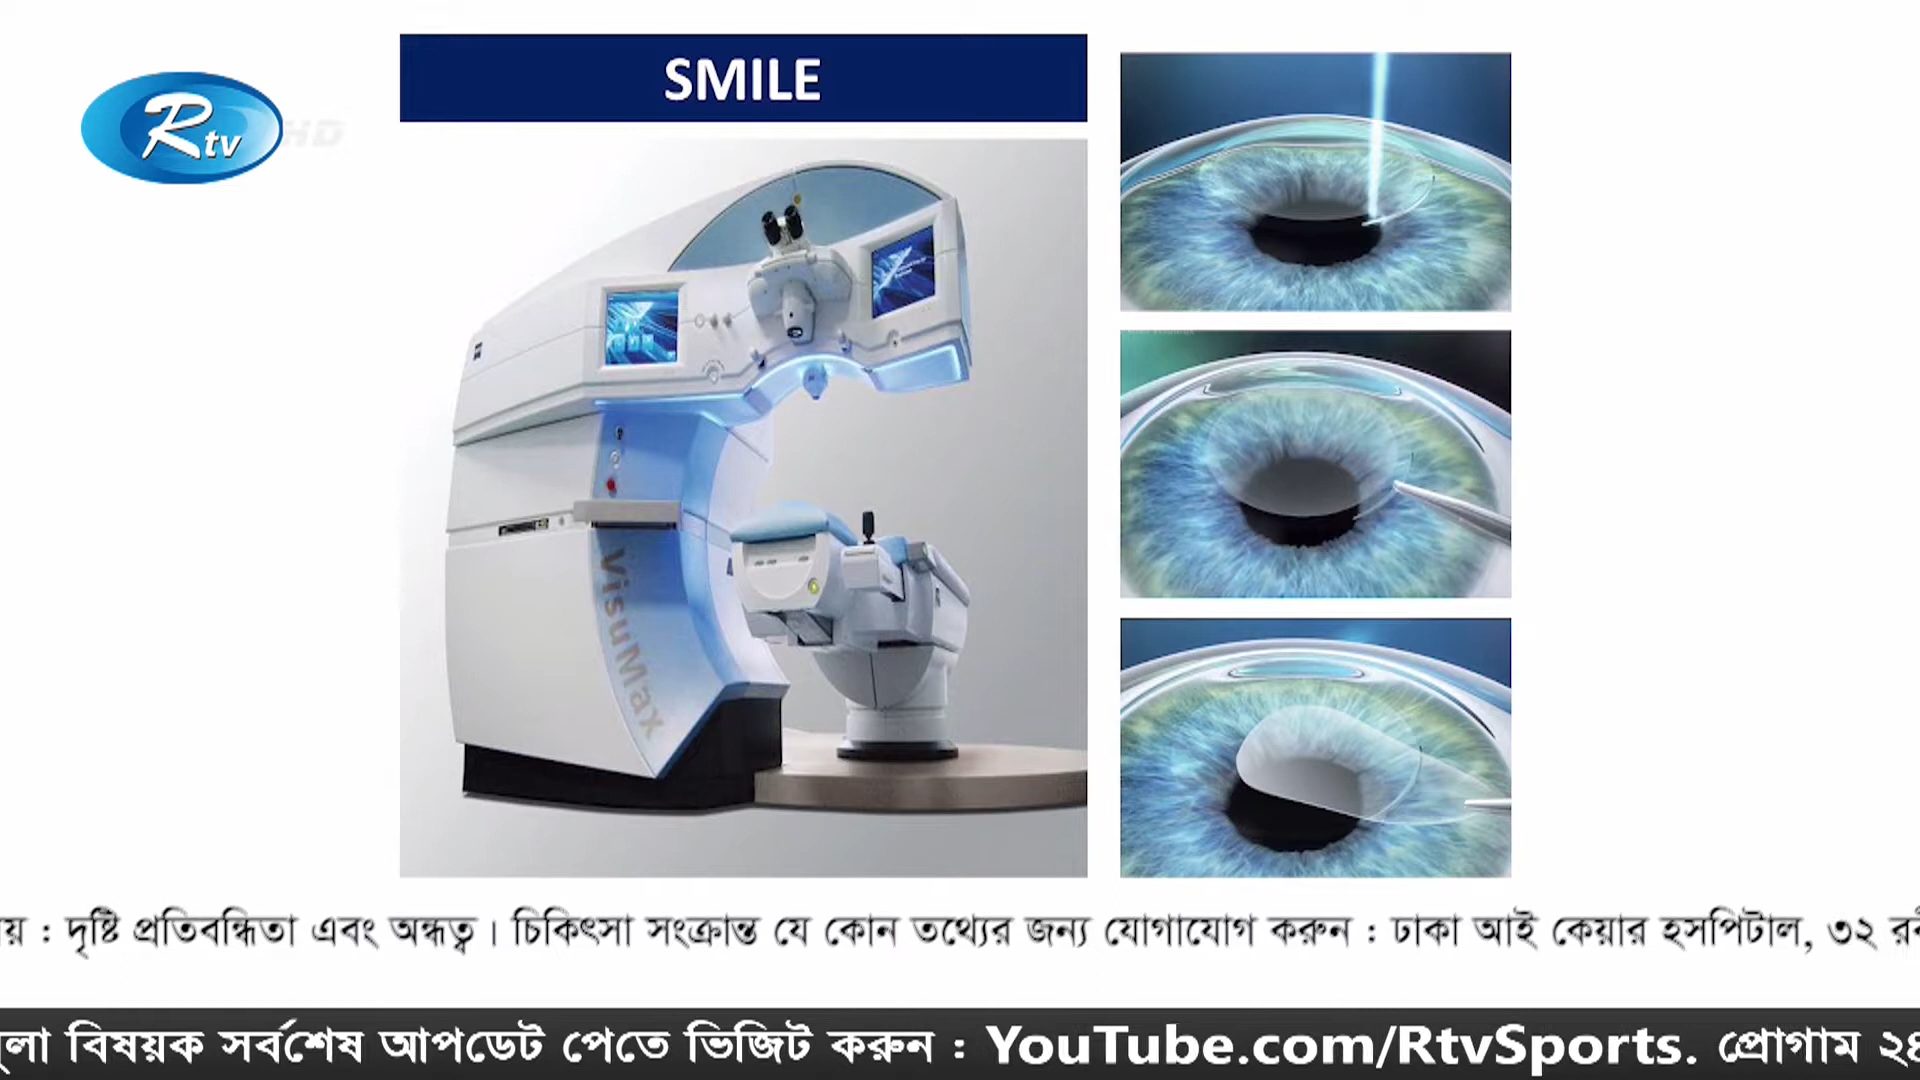 SMILE
Rtv
HD
VisuMax
: দৃষ্টি প্রতিবন্ধিতা এবং অন্ধত্ব। চিকিৎসা সংক্রান্ত যে কোন তথ্যের জন্য যোগাযোগ করুন : ঢাকা আই কেয়ার হসপিটাল, ৩২
বিষয়ক সর্বশেষ আপডেট পেতে ভিজিট করুন : YouTube.com/RtvSports. প্রোগাম